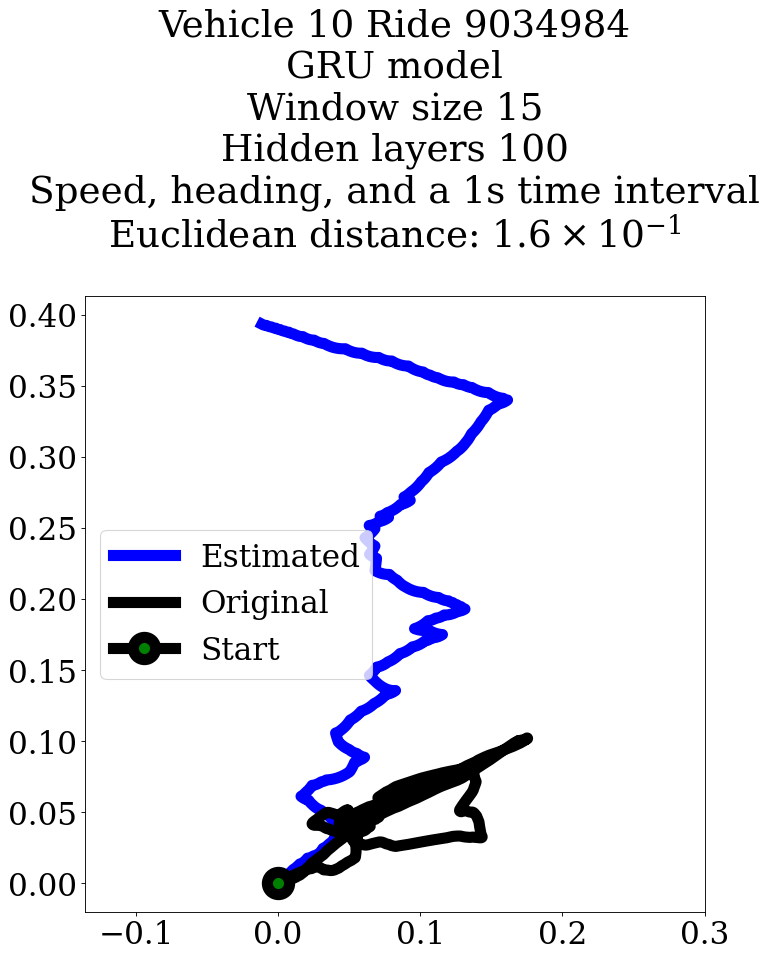 Vehicle 10 Ride 9034984
GRU model
Window size 15
Hidden layers 100
Speed, heading, and a 1s time interval
Euclidean distance: 1.6 × 10⁻¹
0.40
0.35
0.30
0.25
0.20
0.15
0.10
0.05
0.00
Estimated
Original
Start
−0.1 0.0 0.1 0.2 0.3